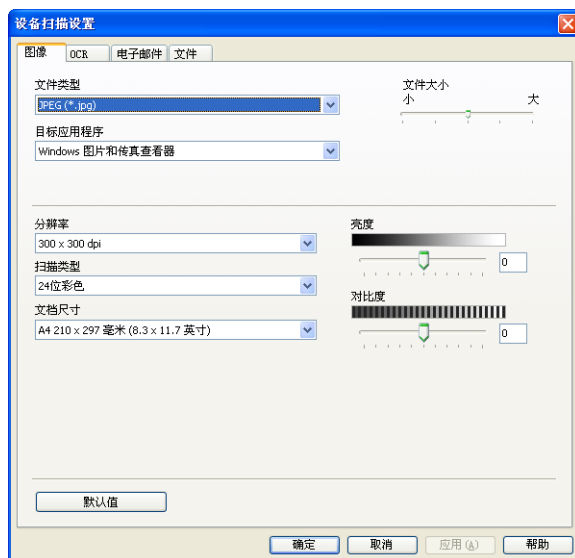 设备扫描设置
图像 OCR 电子邮件 文件
文件类型
JPEG (*.jpg)
文件大小
小 大
目标应用程序
Windows 图片和传真查看器
分辨率
300 x 300 dpi
扫描类型
24位彩色
文档尺寸
A4 210 x 297 毫米 (8.3 x 11.7 英寸)
亮度
0
对比度
0
默认值
确定 取消 应用(A) 帮助